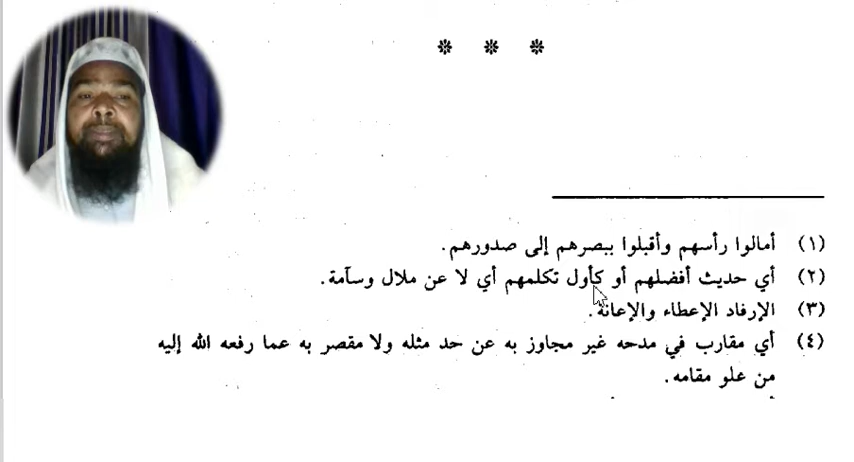 * * *
(١) أمالوا رأسهم وأقبلوا ببصرهم إلى صدورهم.
(٢) أي حديث أفضلهم أو كأول تكلمهم أي لا عن ملال وسآمة.
(٣) الإرفاد الإعطاء والإعانة.
(٤) أي مقارب في مدحه غير مجاوز به عن حد مثله ولا مقصر به عما رفعه الله إليه
من علو مقامه.